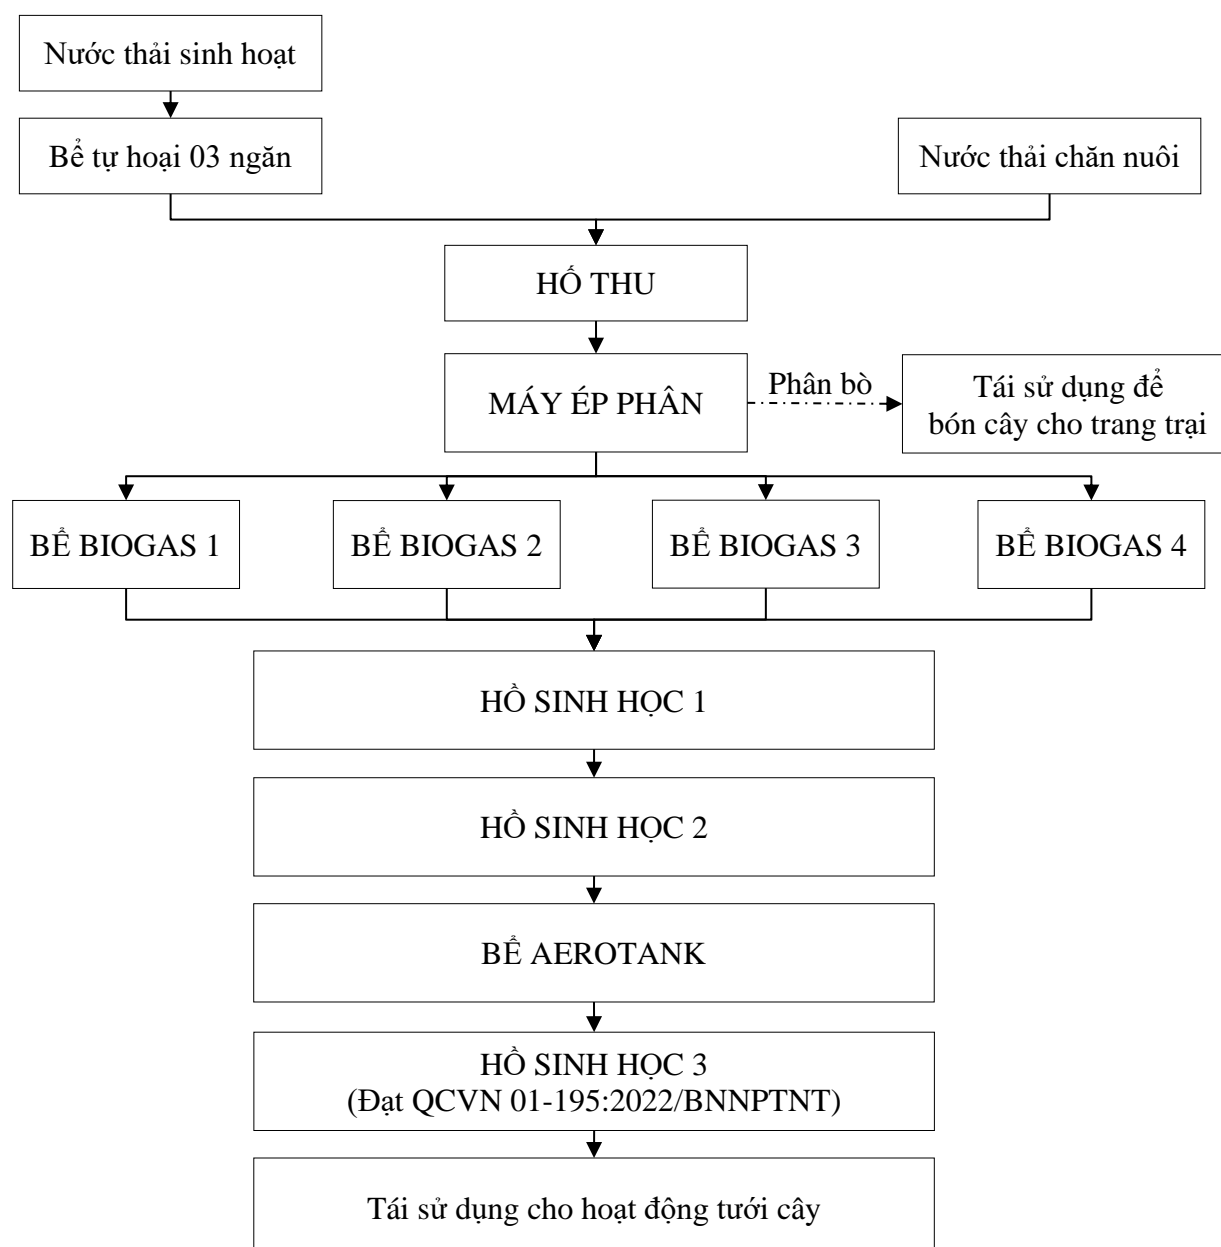 Nước thải sinh hoạt
Bể tự hoại 03 ngăn
Nước thải chăn nuôi
HỐ THU
MÁY ÉP PHÂN
Phân bò
Tái sử dụng để
bón cây cho trang trại
BỂ BIOGAS 1
BỂ BIOGAS 2
BỂ BIOGAS 3
BỂ BIOGAS 4
HỒ SINH HỌC 1
HỒ SINH HỌC 2
BỂ AEROTANK
HỒ SINH HỌC 3
(Đạt QCVN 01-195:2022/BNNPTNT)
Tái sử dụng cho hoạt động tưới cây